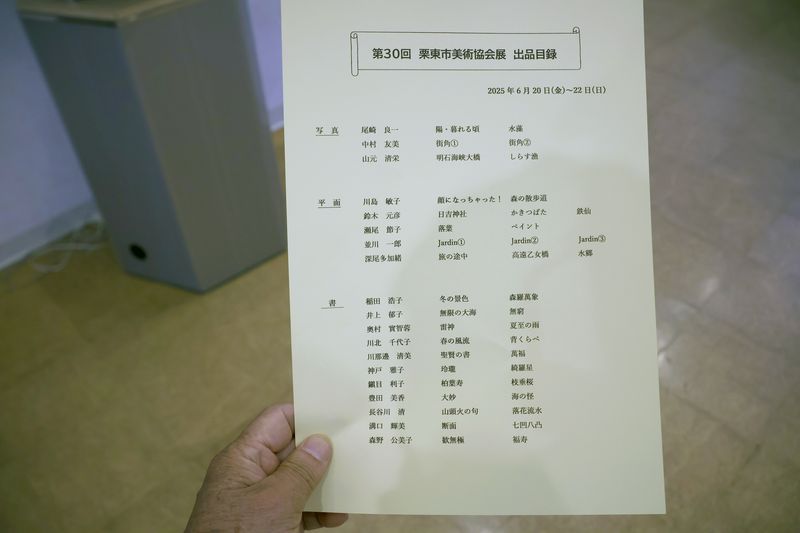 第30回 栗東市美術協会展 出品目録
2025年6月20日(金)~22日(日)
写 真 尾崎 良一 陽・暮れる頃 水藻
中村 友美 街角① 街角②
山元 清栄 明石海峡大橋 しらす漁
平 面 川島 敏子 顔になっちゃった! 森の散歩道
鈴木 元彦 日吉神社 かきつばた 鉄仙
瀬尾 節子 落葉 ペイント
並川 一郎 Jardin① Jardin② Jardin③
深尾多加緒 旅の途中 高遠乙女橋 水郷
書 稲田 浩子 冬の景色 森羅萬象
井上 郁子 無限の大海 無窮
奥村 實智蓉 雷神 夏至の雨
川北 千代子 春の風流 背くらべ
川那邊 清美 聖賢の書 萬福
神戸 雅子 玲瓏 綺羅星
鎭目 利子 柏葉寿 枝垂桜
豊田 美香 大妙 海の怪
長谷川 清 山頭火の句 落花流水
溝口 輝美 断面 七凹八凸
森野 公美子 歓無極 福寿